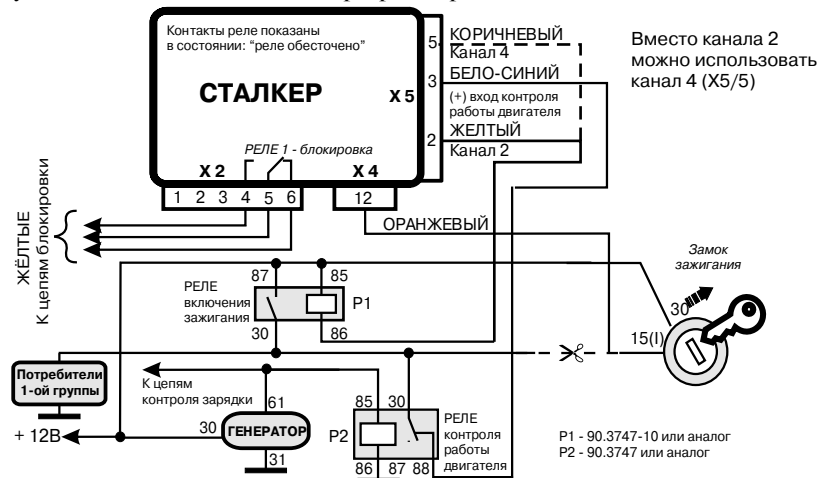 Контакты реле показаны
в состоянии: “реле обесточено”
СТАЛКЕР
X 5
5
КОРИЧНЕВЫЙ
Канал 4
3
БЕЛО-СИНИЙ
(+) вход контроля
работы двигателя
2
ЖЕЛТЫЙ
Канал 2
Вместо канала 2
можно использовать
канал 4 (X5/5)
РЕЛЕ 1 - блокировка
X 2
X 4
1 2 3 4 5 6
12
ОРАНЖЕВЫЙ
ЖЁЛТЫЕ
К цепям блокировки
Замок
зажигания
87
85
РЕЛЕ
включения
зажигания
P1
30
86
30
15(I)
Потребители
1-ой группы
К цепям
контроля зарядки
61
85
30
+ 12В
30
ГЕНЕРАТОР
31
P2
РЕЛЕ
контроля
работы
двигателя
86
87
88
P1 - 90.3747-10 или аналог
P2 - 90.3747 или аналог